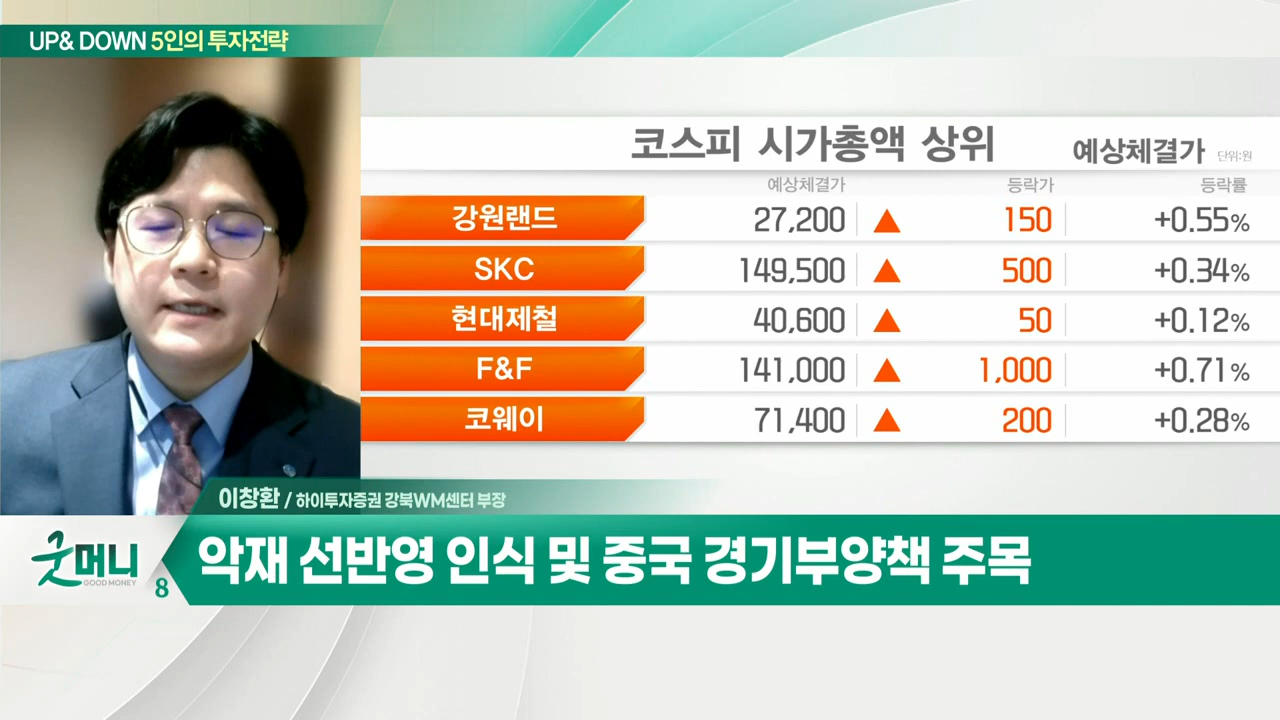 UP& DOWN 5인의 투자전략
코스피 시가총액 상위 예상체결가 단위:원
예상체결가 등락가 등락률
강원랜드 27,200 ▲ 150 +0.55%
SKC 149,500 ▲ 500 +0.34%
현대제철 40,600 ▲ 50 +0.12%
F&F 141,000 ▲ 1,000 +0.71%
코웨이 71,400 ▲ 200 +0.28%
이창환 / 하이투자증권 강북WM센터 부장
굿머니 GOOD MONEY 8
악재 선반영 인식 및 중국 경기부양책 주목